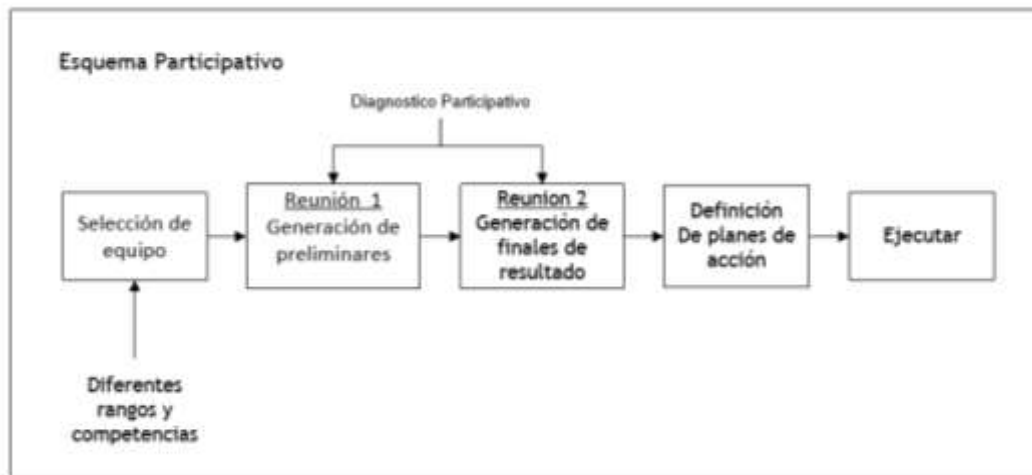 Esquema Participativo
Diagnostico Participativo
Selección de
equipo
Reunión 1
Generación de
preliminares
Reunion 2
Generación de
finales de
resultado
Definición
De planes de
acción
Ejecutar
Diferentes
rangos y
competencias